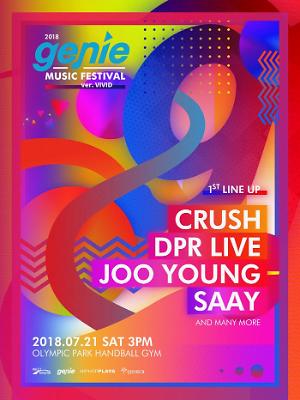 2018
genie
MUSIC FESTIVAL
ver. VIVID
1ST LINE UP
CRUSH
DPR LIVE
JOO YOUNG
SAAY
AND MANY MORE
2018.07.21 SAT 3PM
OLYMPIC PARK HANDBALL GYM
genie
HIPHOPPLAYA